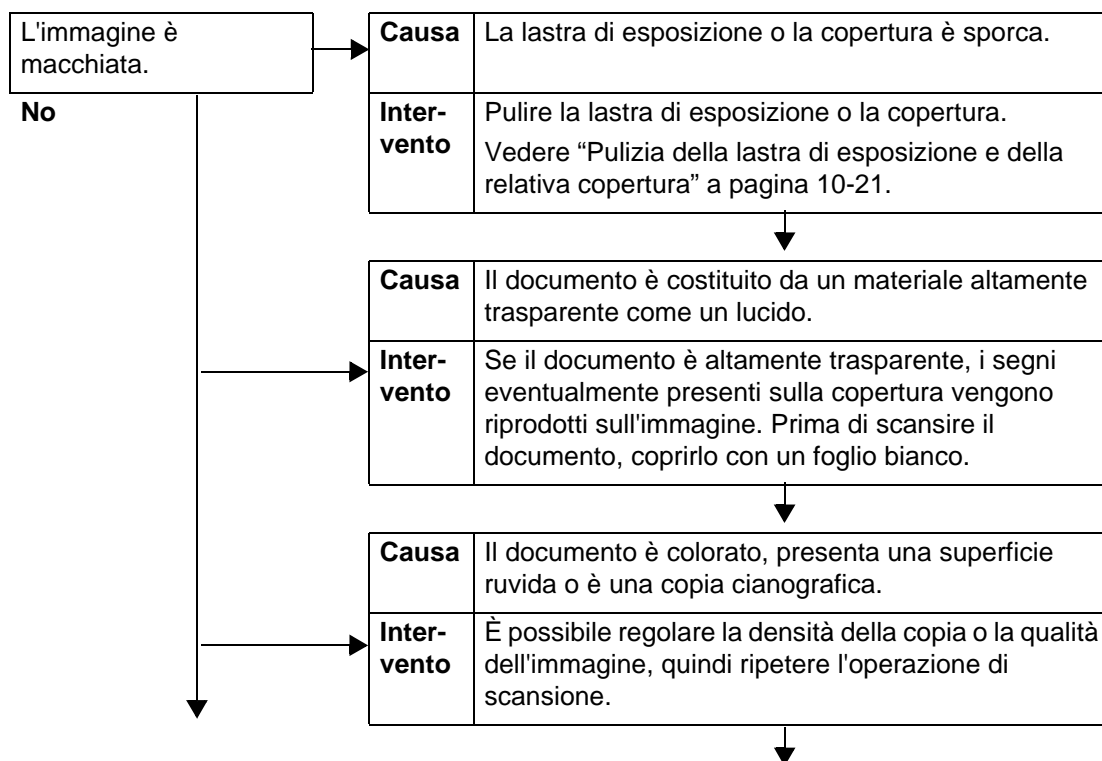 L'immagine è
macchiata.
No
Causa
La lastra di esposizione o la copertura è sporca.
Inter-
vento
Pulire la lastra di esposizione o la copertura.
Vedere “Pulizia della lastra di esposizione e della
relativa copertura” a pagina 10-21.
Causa
Il documento è costituito da un materiale altamente
trasparente come un lucido.
Inter-
vento
Se il documento è altamente trasparente, i segni
eventualmente presenti sulla copertura vengono
riprodotti sull'immagine. Prima di scansire il
documento, coprirlo con un foglio bianco.
Causa
Il documento è colorato, presenta una superficie
ruvida o è una copia cianografica.
Inter-
vento
È possibile regolare la densità della copia o la qualità
dell'immagine, quindi ripetere l'operazione di
scansione.